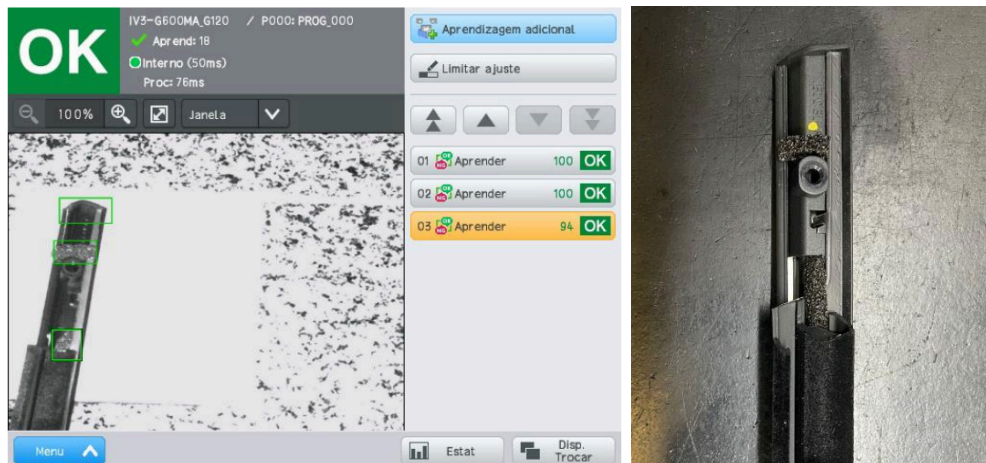 OK
IV3-G600MA_G120 / P000: PROG_000
Aprend: 18
Interno (50ms)
Proc: 76ms
100%
Janela
Aprendizagem adicional
Limitar ajuste
01 Aprender 100 OK
02 Aprender 100 OK
03 Aprender 94 OK
Menu
Estat
Disp.
Trocar